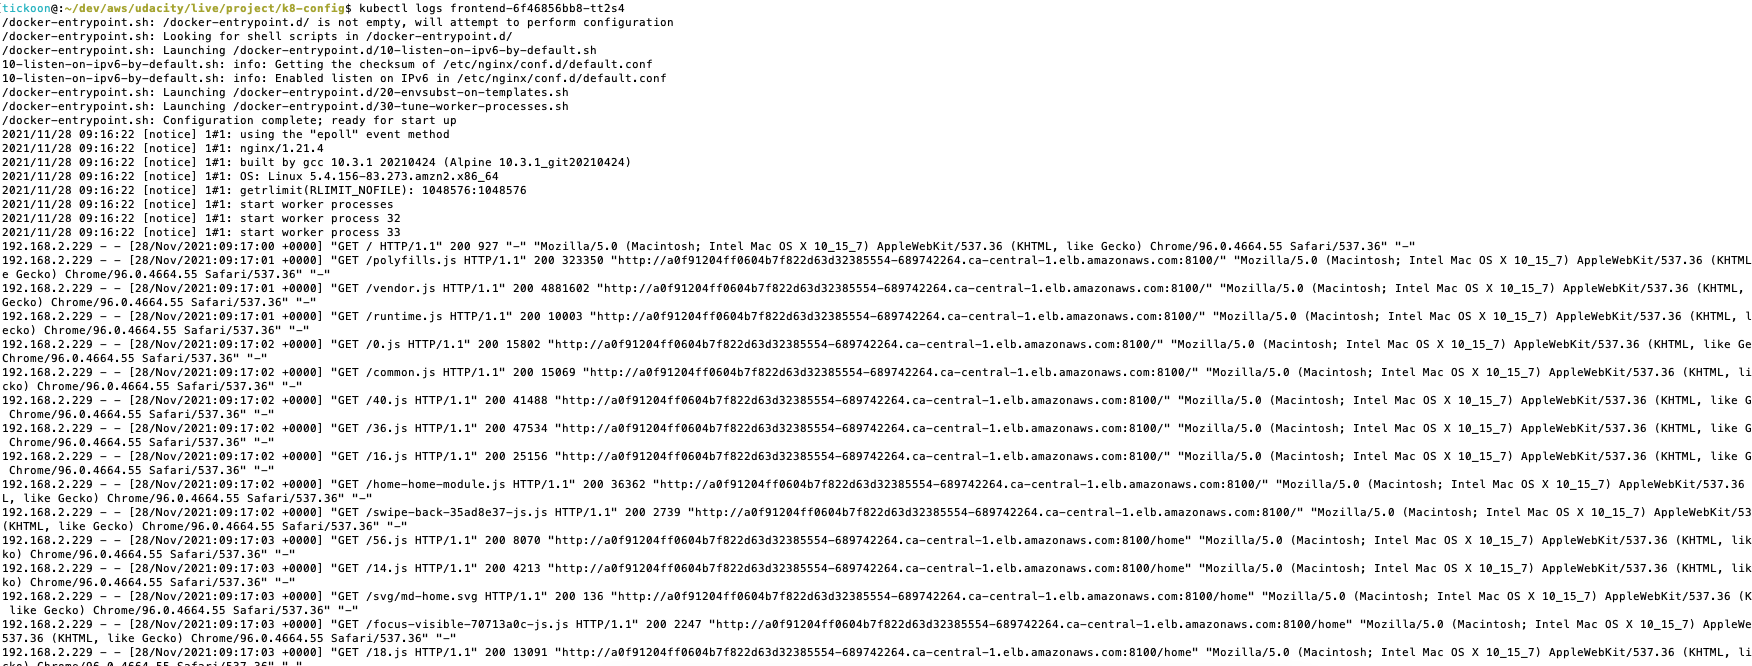 [tickoon@:~/dev/aws/udacity/live/project/k8-config$ kubectl logs frontend-6f46856bb8-tt2s4
/docker-entrypoint.sh: /docker-entrypoint.d/ is not empty, will attempt to perform configuration
/docker-entrypoint.sh: Looking for shell scripts in /docker-entrypoint.d/
/docker-entrypoint.sh: Launching /docker-entrypoint.d/10-listen-on-ipv6-by-default.sh
10-listen-on-ipv6-by-default.sh: info: Getting the checksum of /etc/nginx/conf.d/default.conf
10-listen-on-ipv6-by-default.sh: info: Enabled listen on IPv6 in /etc/nginx/conf.d/default.conf
/docker-entrypoint.sh: Launching /docker-entrypoint.d/20-envsubst-on-templates.sh
/docker-entrypoint.sh: Launching /docker-entrypoint.d/30-tune-worker-processes.sh
/docker-entrypoint.sh: Configuration complete; ready for start up
2021/11/28 09:16:22 [notice] 1#1: using the "epoll" event method
2021/11/28 09:16:22 [notice] 1#1: nginx/1.21.4
2021/11/28 09:16:22 [notice] 1#1: built by gcc 10.3.1 20210424 (Alpine 10.3.1_git20210424)
2021/11/28 09:16:22 [notice] 1#1: OS: Linux 5.4.156-83.273.amzn2.x86_64
2021/11/28 09:16:22 [notice] 1#1: getrlimit(RLIMIT_NOFILE): 1048576:1048576
2021/11/28 09:16:22 [notice] 1#1: start worker processes
2021/11/28 09:16:22 [notice] 1#1: start worker process 32
2021/11/28 09:16:22 [notice] 1#1: start worker process 33
192.168.2.229 - - [28/Nov/2021:09:17:00 +0000] "GET / HTTP/1.1" 200 927 "-" "Mozilla/5.0 (Macintosh; Intel Mac OS X 10_15_7) AppleWebKit/537.36 (KHTML, like Gecko) Chrome/96.0.4664.55 Safari/537.36" "-"
192.168.2.229 - - [28/Nov/2021:09:17:01 +0000] "GET /polyfills.js HTTP/1.1" 200 323350 "http://a0f91204ff0604b7f822d63d32385554-689742264.ca-central-1.elb.amazonaws.com:8100/" "Mozilla/5.0 (Macintosh; Intel Mac OS X 10_15_7) AppleWebKit/537.36 (KHTML
e Gecko) Chrome/96.0.4664.55 Safari/537.36" "-"
192.168.2.229 - - [28/Nov/2021:09:17:01 +0000] "GET /vendor.js HTTP/1.1" 200 4881602 "http://a0f91204ff0604b7f822d63d32385554-689742264.ca-central-1.elb.amazonaws.com:8100/" "Mozilla/5.0 (Macintosh; Intel Mac OS X 10_15_7) AppleWebKit/537.36 (KHTML,
Gecko) Chrome/96.0.4664.55 Safari/537.36" "-"
192.168.2.229 - - [28/Nov/2021:09:17:01 +0000] "GET /runtime.js HTTP/1.1" 200 10003 "http://a0f91204ff0604b7f822d63d32385554-689742264.ca-central-1.elb.amazonaws.com:8100/" "Mozilla/5.0 (Macintosh; Intel Mac OS X 10_15_7) AppleWebKit/537.36 (KHTML, l
ecko) Chrome/96.0.4664.55 Safari/537.36" "-"
192.168.2.229 - - [28/Nov/2021:09:17:02 +0000] "GET /0.js HTTP/1.1" 200 15802 "http://a0f91204ff0604b7f822d63d32385554-689742264.ca-central-1.elb.amazonaws.com:8100/" "Mozilla/5.0 (Macintosh; Intel Mac OS X 10_15_7) AppleWebKit/537.36 (KHTML, like Ge
Chrome/96.0.4664.55 Safari/537.36" "-"
192.168.2.229 - - [28/Nov/2021:09:17:02 +0000] "GET /common.js HTTP/1.1" 200 15069 "http://a0f91204ff0604b7f822d63d32385554-689742264.ca-central-1.elb.amazonaws.com:8100/" "Mozilla/5.0 (Macintosh; Intel Mac OS X 10_15_7) AppleWebKit/537.36 (KHTML, li
cko) Chrome/96.0.4664.55 Safari/537.36" "-"
192.168.2.229 - - [28/Nov/2021:09:17:02 +0000] "GET /40.js HTTP/1.1" 200 41488 "http://a0f91204ff0604b7f822d63d32385554-689742264.ca-central-1.elb.amazonaws.com:8100/" "Mozilla/5.0 (Macintosh; Intel Mac OS X 10_15_7) AppleWebKit/537.36 (KHTML, like G
Chrome/96.0.4664.55 Safari/537.36" "-"
192.168.2.229 - - [28/Nov/2021:09:17:02 +0000] "GET /36.js HTTP/1.1" 200 47534 "http://a0f91204ff0604b7f822d63d32385554-689742264.ca-central-1.elb.amazonaws.com:8100/" "Mozilla/5.0 (Macintosh; Intel Mac OS X 10_15_7) AppleWebKit/537.36 (KHTML, like G
Chrome/96.0.4664.55 Safari/537.36" "-"
192.168.2.229 - - [28/Nov/2021:09:17:02 +0000] "GET /16.js HTTP/1.1" 200 25156 "http://a0f91204ff0604b7f822d63d32385554-689742264.ca-central-1.elb.amazonaws.com:8100/" "Mozilla/5.0 (Macintosh; Intel Mac OS X 10_15_7) AppleWebKit/537.36 (KHTML, like G
Chrome/96.0.4664.55 Safari/537.36" "-"
192.168.2.229 - - [28/Nov/2021:09:17:02 +0000] "GET /home-home-module.js HTTP/1.1" 200 36362 "http://a0f91204ff0604b7f822d63d32385554-689742264.ca-central-1.elb.amazonaws.com:8100/" "Mozilla/5.0 (Macintosh; Intel Mac OS X 10_15_7) AppleWebKit/537.36
L, like Gecko) Chrome/96.0.4664.55 Safari/537.36" "-"
192.168.2.229 - - [28/Nov/2021:09:17:02 +0000] "GET /swipe-back-35ad8e37-js.js HTTP/1.1" 200 2739 "http://a0f91204ff0604b7f822d63d32385554-689742264.ca-central-1.elb.amazonaws.com:8100/" "Mozilla/5.0 (Macintosh; Intel Mac OS X 10_15_7) AppleWebKit/53
(KHTML, like Gecko) Chrome/96.0.4664.55 Safari/537.36" "-"
192.168.2.229 - - [28/Nov/2021:09:17:03 +0000] "GET /56.js HTTP/1.1" 200 8070 "http://a0f91204ff0604b7f822d63d32385554-689742264.ca-central-1.elb.amazonaws.com:8100/home" "Mozilla/5.0 (Macintosh; Intel Mac OS X 10_15_7) AppleWebKit/537.36 (KHTML, lik
ko) Chrome/96.0.4664.55 Safari/537.36" "-"
192.168.2.229 - - [28/Nov/2021:09:17:03 +0000] "GET /14.js HTTP/1.1" 200 4213 "http://a0f91204ff0604b7f822d63d32385554-689742264.ca-central-1.elb.amazonaws.com:8100/home" "Mozilla/5.0 (Macintosh; Intel Mac OS X 10_15_7) AppleWebKit/537.36 (KHTML, lik
ko) Chrome/96.0.4664.55 Safari/537.36" "-"
192.168.2.229 - - [28/Nov/2021:09:17:03 +0000] "GET /svg/md-home.svg HTTP/1.1" 200 136 "http://a0f91204ff0604b7f822d63d32385554-689742264.ca-central-1.elb.amazonaws.com:8100/home" "Mozilla/5.0 (Macintosh; Intel Mac OS X 10_15_7) AppleWebKit/537.36 (K
like Gecko) Chrome/96.0.4664.55 Safari/537.36" "-"
192.168.2.229 - - [28/Nov/2021:09:17:03 +0000] "GET /focus-visible-70713a0c-js.js HTTP/1.1" 200 2247 "http://a0f91204ff0604b7f822d63d32385554-689742264.ca-central-1.elb.amazonaws.com:8100/home" "Mozilla/5.0 (Macintosh; Intel Mac OS X 10_15_7) AppleWe
537.36 (KHTML, like Gecko) Chrome/96.0.4664.55 Safari/537.36" "-"
192.168.2.229 - - [28/Nov/2021:09:17:03 +0000] "GET /18.js HTTP/1.1" 200 13091 "http://a0f91204ff0604b7f822d63d32385554-689742264.ca-central-1.elb.amazonaws.com:8100/home" "Mozilla/5.0 (Macintosh; Intel Mac OS X 10_15_7) AppleWebKit/537.36 (KHTML, li
cko) Chrome/96.0.4664.55 Safari/537.36" "-"